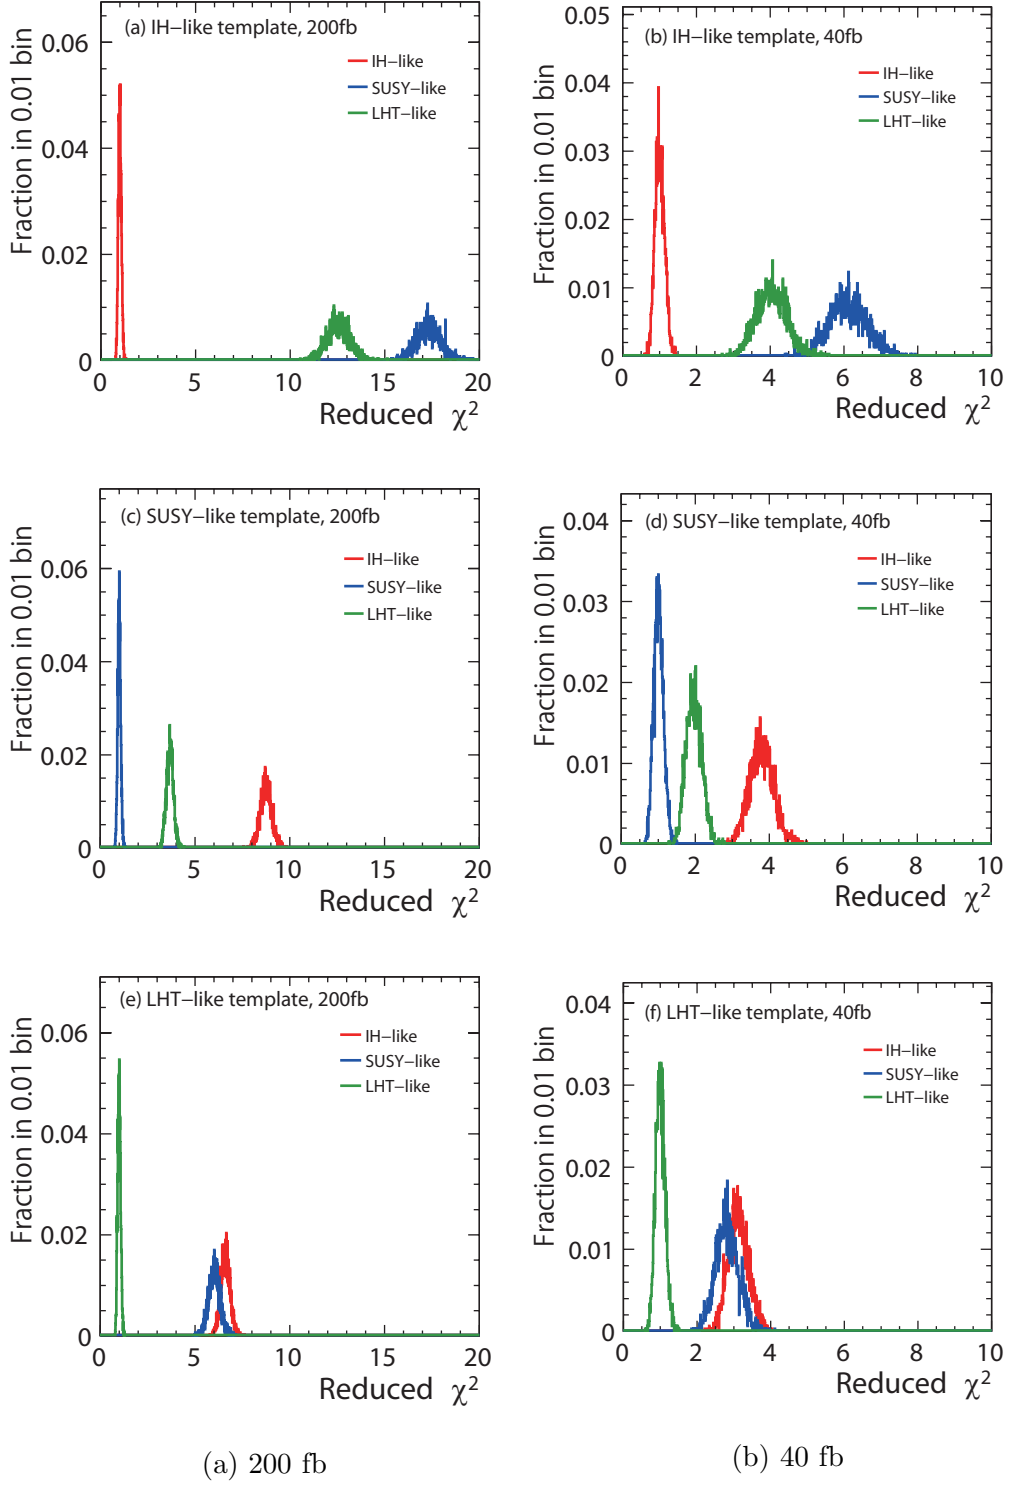 (a) IH−like template, 200fb
IH−like
SUSY−like
LHT−like
Fraction in 0.01 bin
0.06
0.04
0.02
0
0 5 10 15 20
Reduced χ²
(b) IH−like template, 40fb
IH−like
SUSY−like
LHT−like
Fraction in 0.01 bin
0.05
0.04
0.03
0.02
0.01
0
0 2 4 6 8 10
Reduced χ²
(c) SUSY−like template, 200fb
IH−like
SUSY−like
LHT−like
Fraction in 0.01 bin
0.06
0.04
0.02
0
0 5 10 15 20
Reduced χ²
(d) SUSY−like template, 40fb
IH−like
SUSY−like
LHT−like
Fraction in 0.01 bin
0.04
0.03
0.02
0.01
0
0 2 4 6 8 10
Reduced χ²
(e) LHT−like template, 200fb
IH−like
SUSY−like
LHT−like
Fraction in 0.01 bin
0.06
0.04
0.02
0
0 5 10 15 20
Reduced χ²
(f) LHT−like template, 40fb
IH−like
SUSY−like
LHT−like
Fraction in 0.01 bin
0.04
0.03
0.02
0.01
0
0 2 4 6 8 10
Reduced χ²
(a) 200 fb
(b) 40 fb